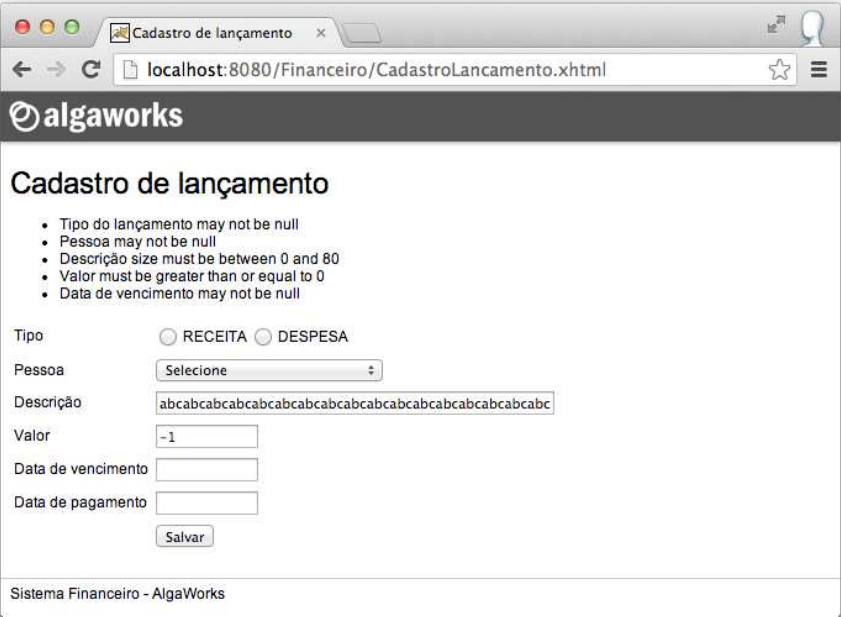 Cadastro de lançamento
localhost:8080/Financeiro/CadastroLancamento.xhtml
algaworks
Cadastro de lançamento
• Tipo do lançamento may not be null
• Pessoa may not be null
• Descrição size must be between 0 and 80
• Valor must be greater than or equal to 0
• Data de vencimento may not be null
Tipo RECEITA DESPESA
Pessoa Selecione
Descrição abcabcabcabcabcabcabcabcabcabcabcabcabcabcabcabcabcabc
Valor -1
Data de vencimento
Data de pagamento
Salvar
Sistema Financeiro - AlgaWorks